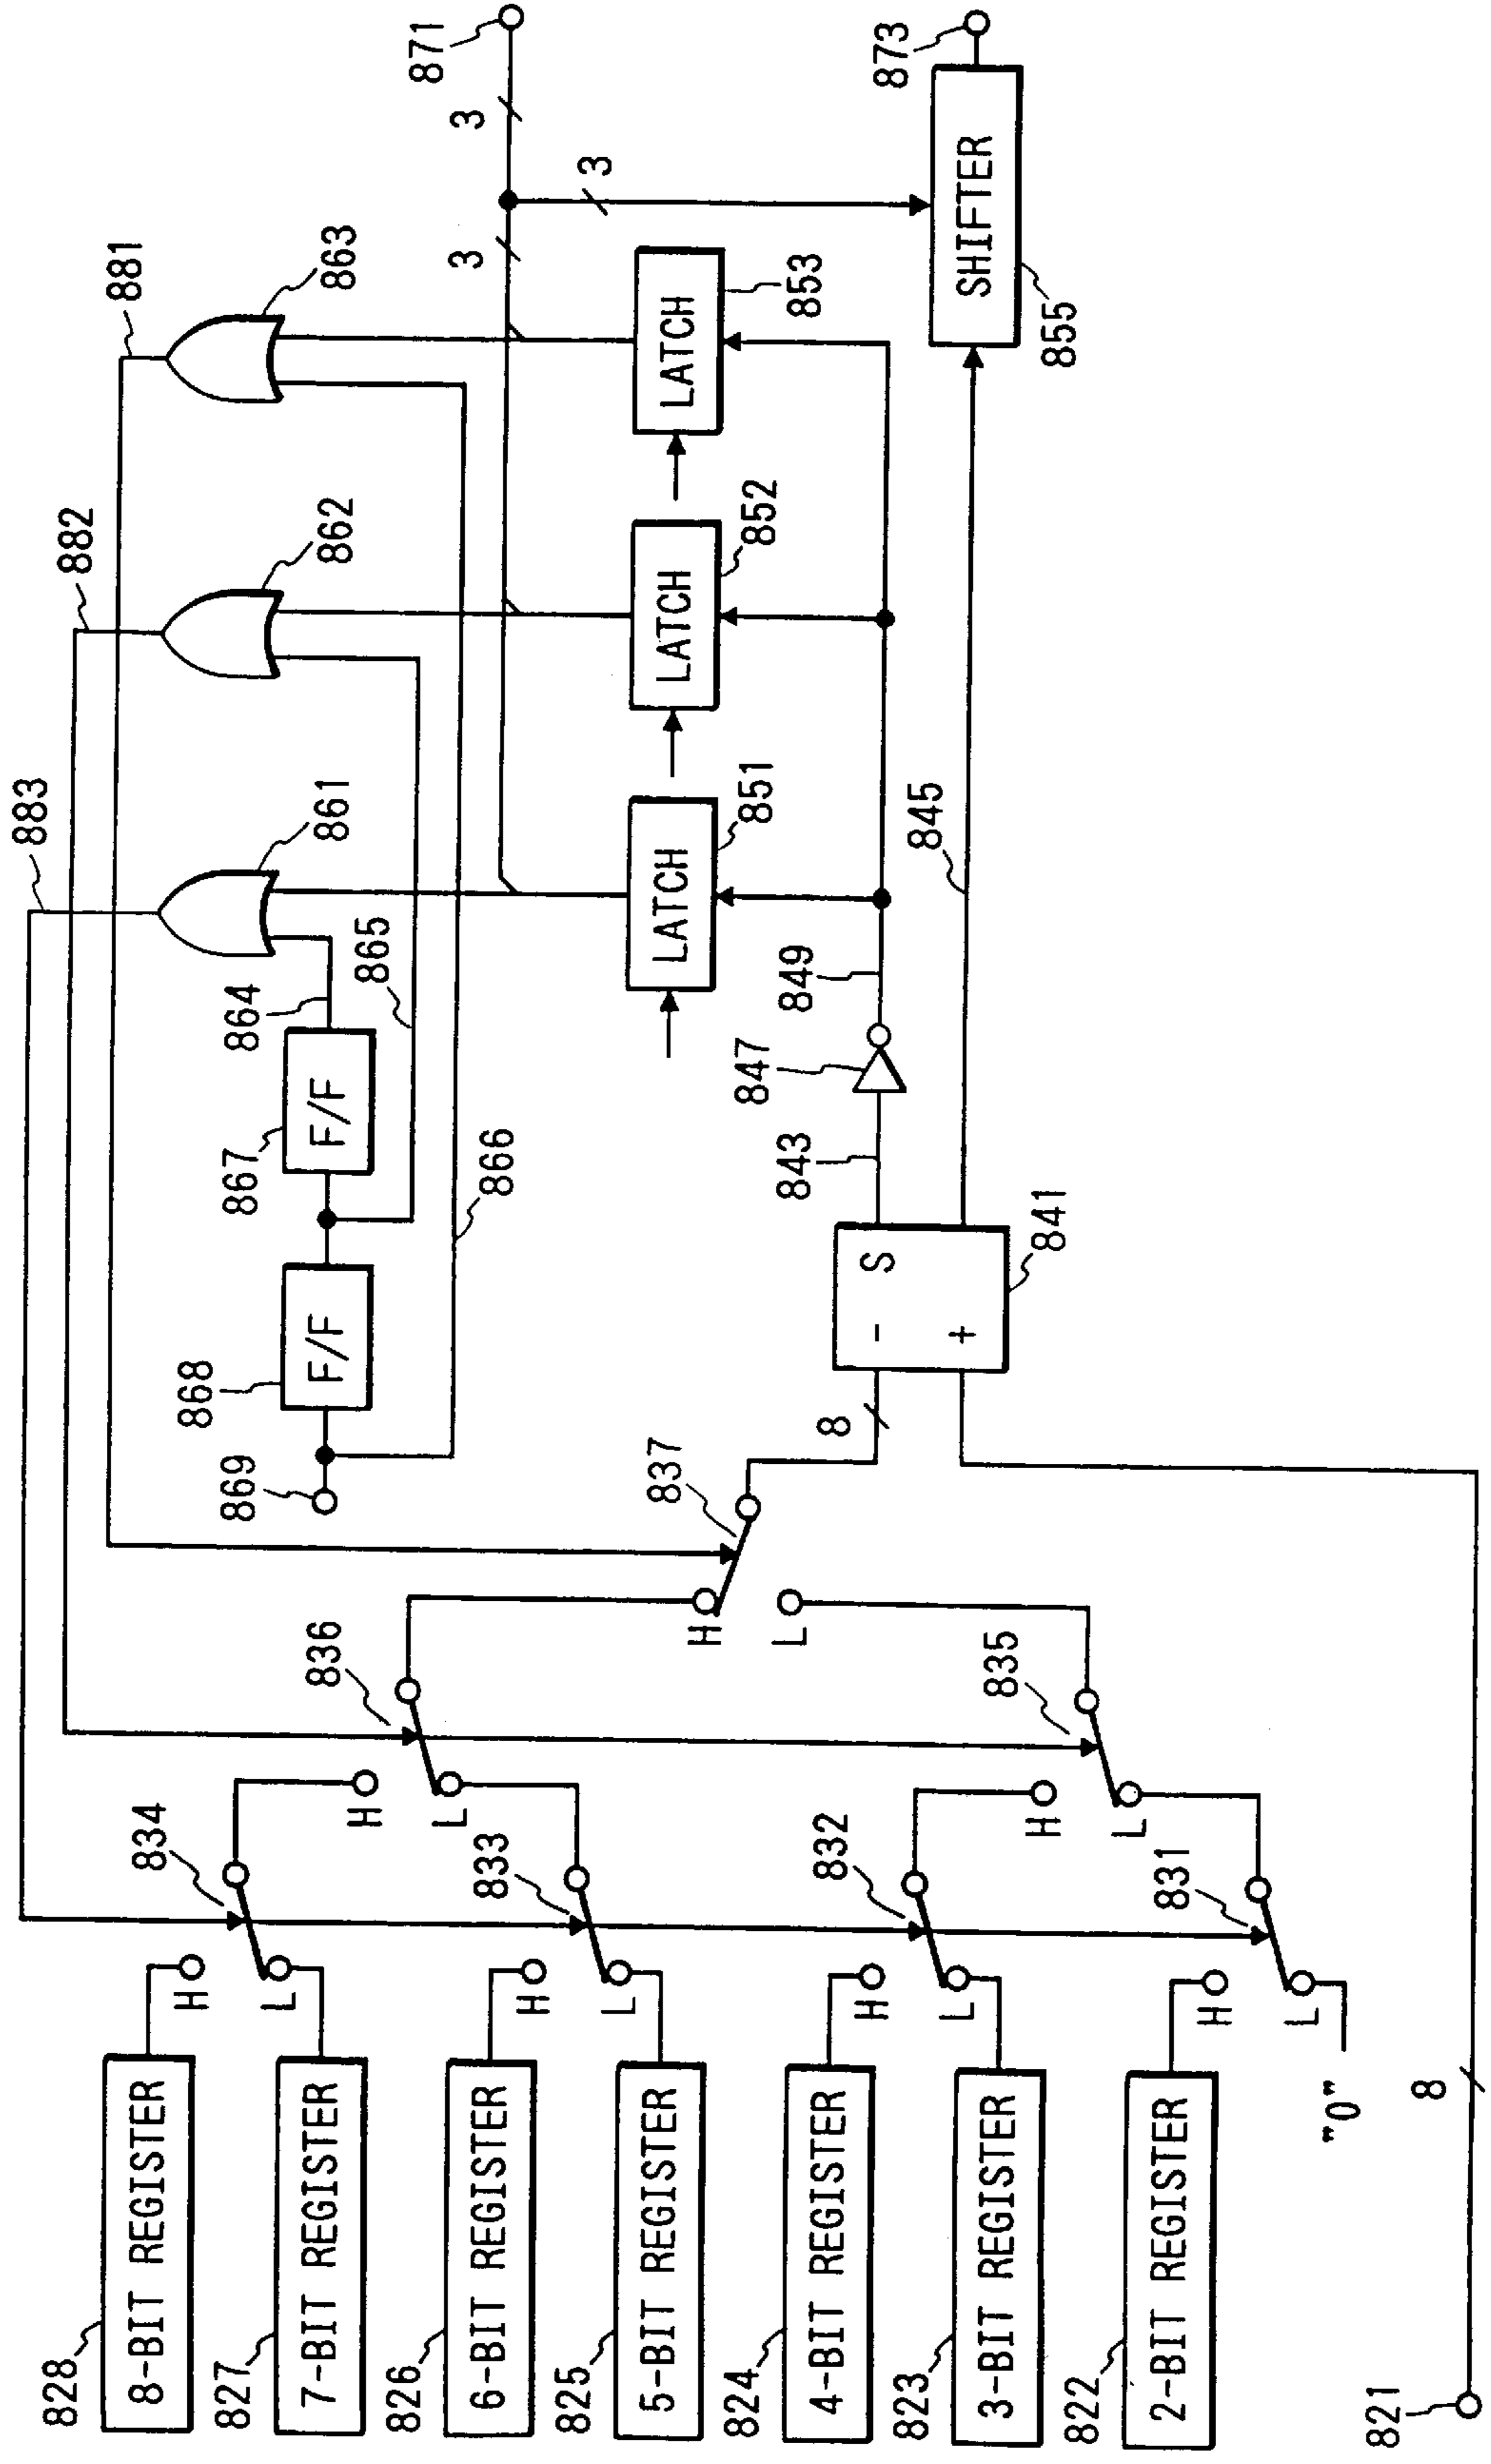 828
8-BIT REGISTER
827
7-BIT REGISTER
826
6-BIT REGISTER
825
5-BIT REGISTER
824
4-BIT REGISTER
823
3-BIT REGISTER
822
2-BIT REGISTER
"0"
821
8
H
L
834
H
L
833
H
L
832
H
L
831
H
L
836
H
L
835
H
L
837
8
-
S
+
841
843
847
849
845
869
868
F/F
867
F/F
864
865
866
883
861
882
862
881
863
LATCH
851
LATCH
852
LATCH
853
3
3
3
871
SHIFTER
855
873